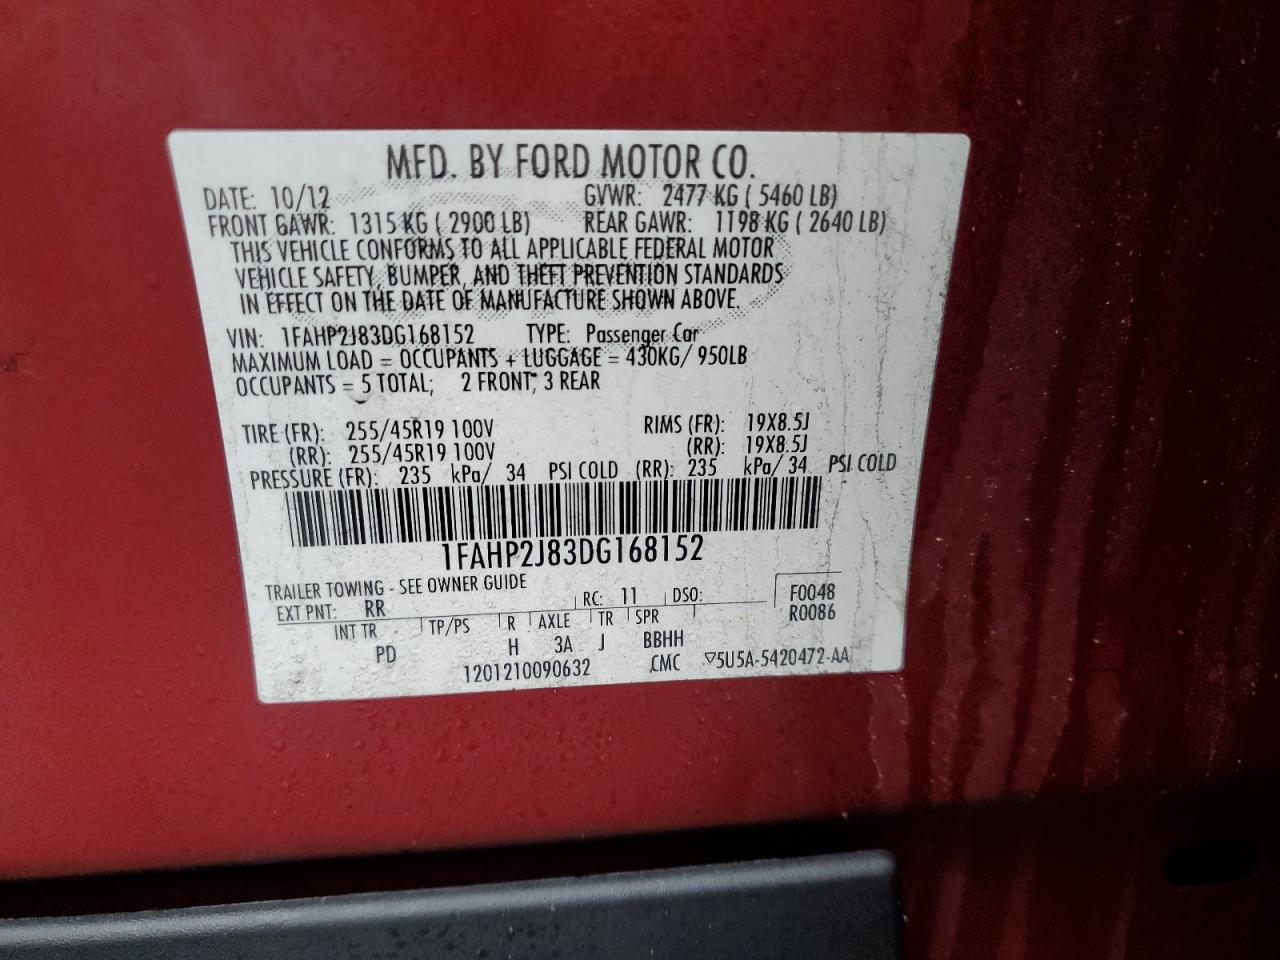 MFD. BY FORD MOTOR CO.
DATE: 10/12 GVWR: 2477 KG ( 5460 LB)
FRONT GAWR: 1315 KG ( 2900 LB) REAR GAWR: 1198 KG ( 2640 LB)
THIS VEHICLE CONFORMS TO ALL APPLICABLE FEDERAL MOTOR
VEHICLE SAFETY, BUMPER, AND THEFT PREVENTION STANDARDS
IN EFFECT ON THE DATE OF MANUFACTURE SHOWN ABOVE.
VIN: 1FAHP2J83DG168152 TYPE: Passenger Car
MAXIMUM LOAD = OCCUPANTS + LUGGAGE = 430KG/ 950LB
OCCUPANTS = 5 TOTAL; 2 FRONT, 3 REAR
TIRE (FR): 255/45R19 100V RIMS (FR): 19X8.5J
(RR): 255/45R19 100V (RR): 19X8.5J
PRESSURE (FR): 235 kPa/ 34 PSI COLD (RR): 235 kPa/ 34 PSI COLD
1FAHP2J83DG168152
TRAILER TOWING - SEE OWNER GUIDE
EXT PNT: RR RC: 11 DSO: F0048
R0086
INT TR TP/PS R AXLE TR SPR
PD H 3A J BBHH
1201210090632 CMC ▽5U5A-5420472-AA